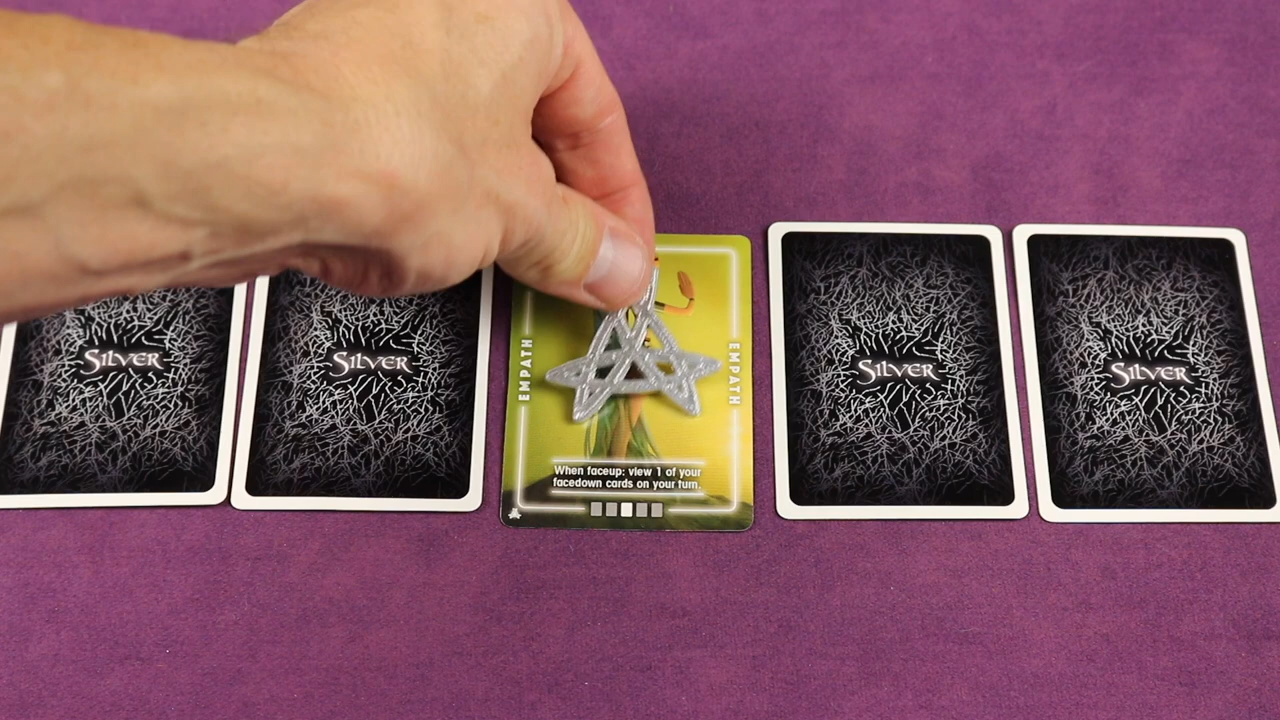 SILVER
SILVER
EMPATH
EMPATH
SILVER
SILVER
When faceup: view 1 of your
facedown cards on your turn.